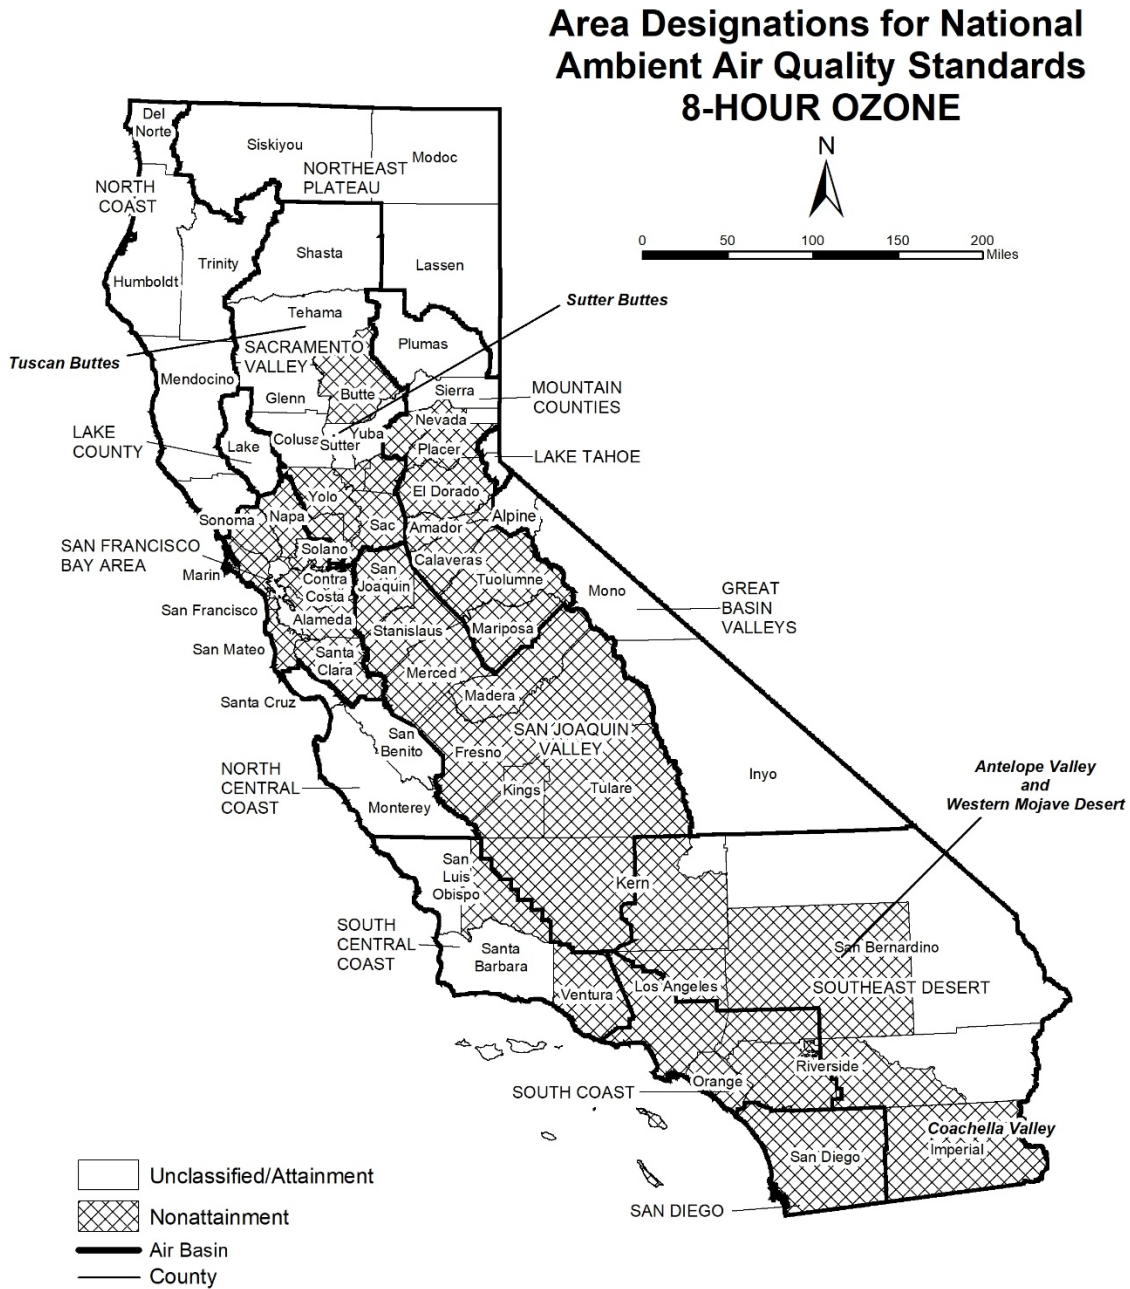 Area Designations for National
Ambient Air Quality Standards
8-HOUR OZONE
N
0 50 100 150 200
Miles
Del
Norte
Siskiyou
Modoc
NORTHEAST
PLATEAU
NORTH
COAST
Shasta
Trinity
Lassen
Humboldt
Sutter Buttes
Tehama
Tuscan Buttes
SACRAMENTO
VALLEY
Plumas
Mendocino
Butte
Sierra
MOUNTAIN
COUNTIES
Glenn
Nevada
LAKE
COUNTY
Lake
Colusa
Sutter
Yuba
Placer
LAKE TAHOE
Yolo
El Dorado
Sonoma
Napa
Sac
Amador
Alpine
SAN FRANCISCO
BAY AREA
Solano
Calaveras
Marin
Contra
Costa
San
Joaquin
Tuolumne
Mono
GREAT
BASIN
VALLEYS
San Francisco
Alameda
Stanislaus
Mariposa
San Mateo
Santa
Clara
Merced
Madera
Santa Cruz
San
Benito
Fresno
SAN JOAQUIN
VALLEY
NORTH
CENTRAL
COAST
Monterey
Kings
Tulare
Inyo
Antelope Valley
and
Western Mojave Desert
San
Luis
Obispo
Kern
SOUTH
CENTRAL
COAST
Santa
Barbara
San Bernardino
Ventura
Los Angeles
SOUTHEAST DESERT
Riverside
Orange
SOUTH COAST
Coachella Valley
San Diego
Imperial
SAN DIEGO
Unclassified/Attainment
Nonattainment
Air Basin
County